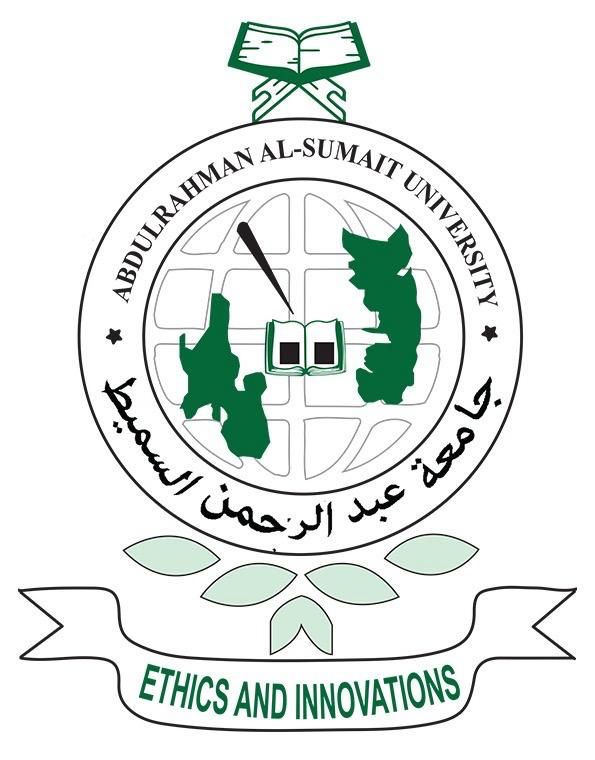 ABDULRAHMAN AL-SUMAIT UNIVERSITY
جامعة عبد الرحمن السميط
ETHICS AND INNOVATIONS